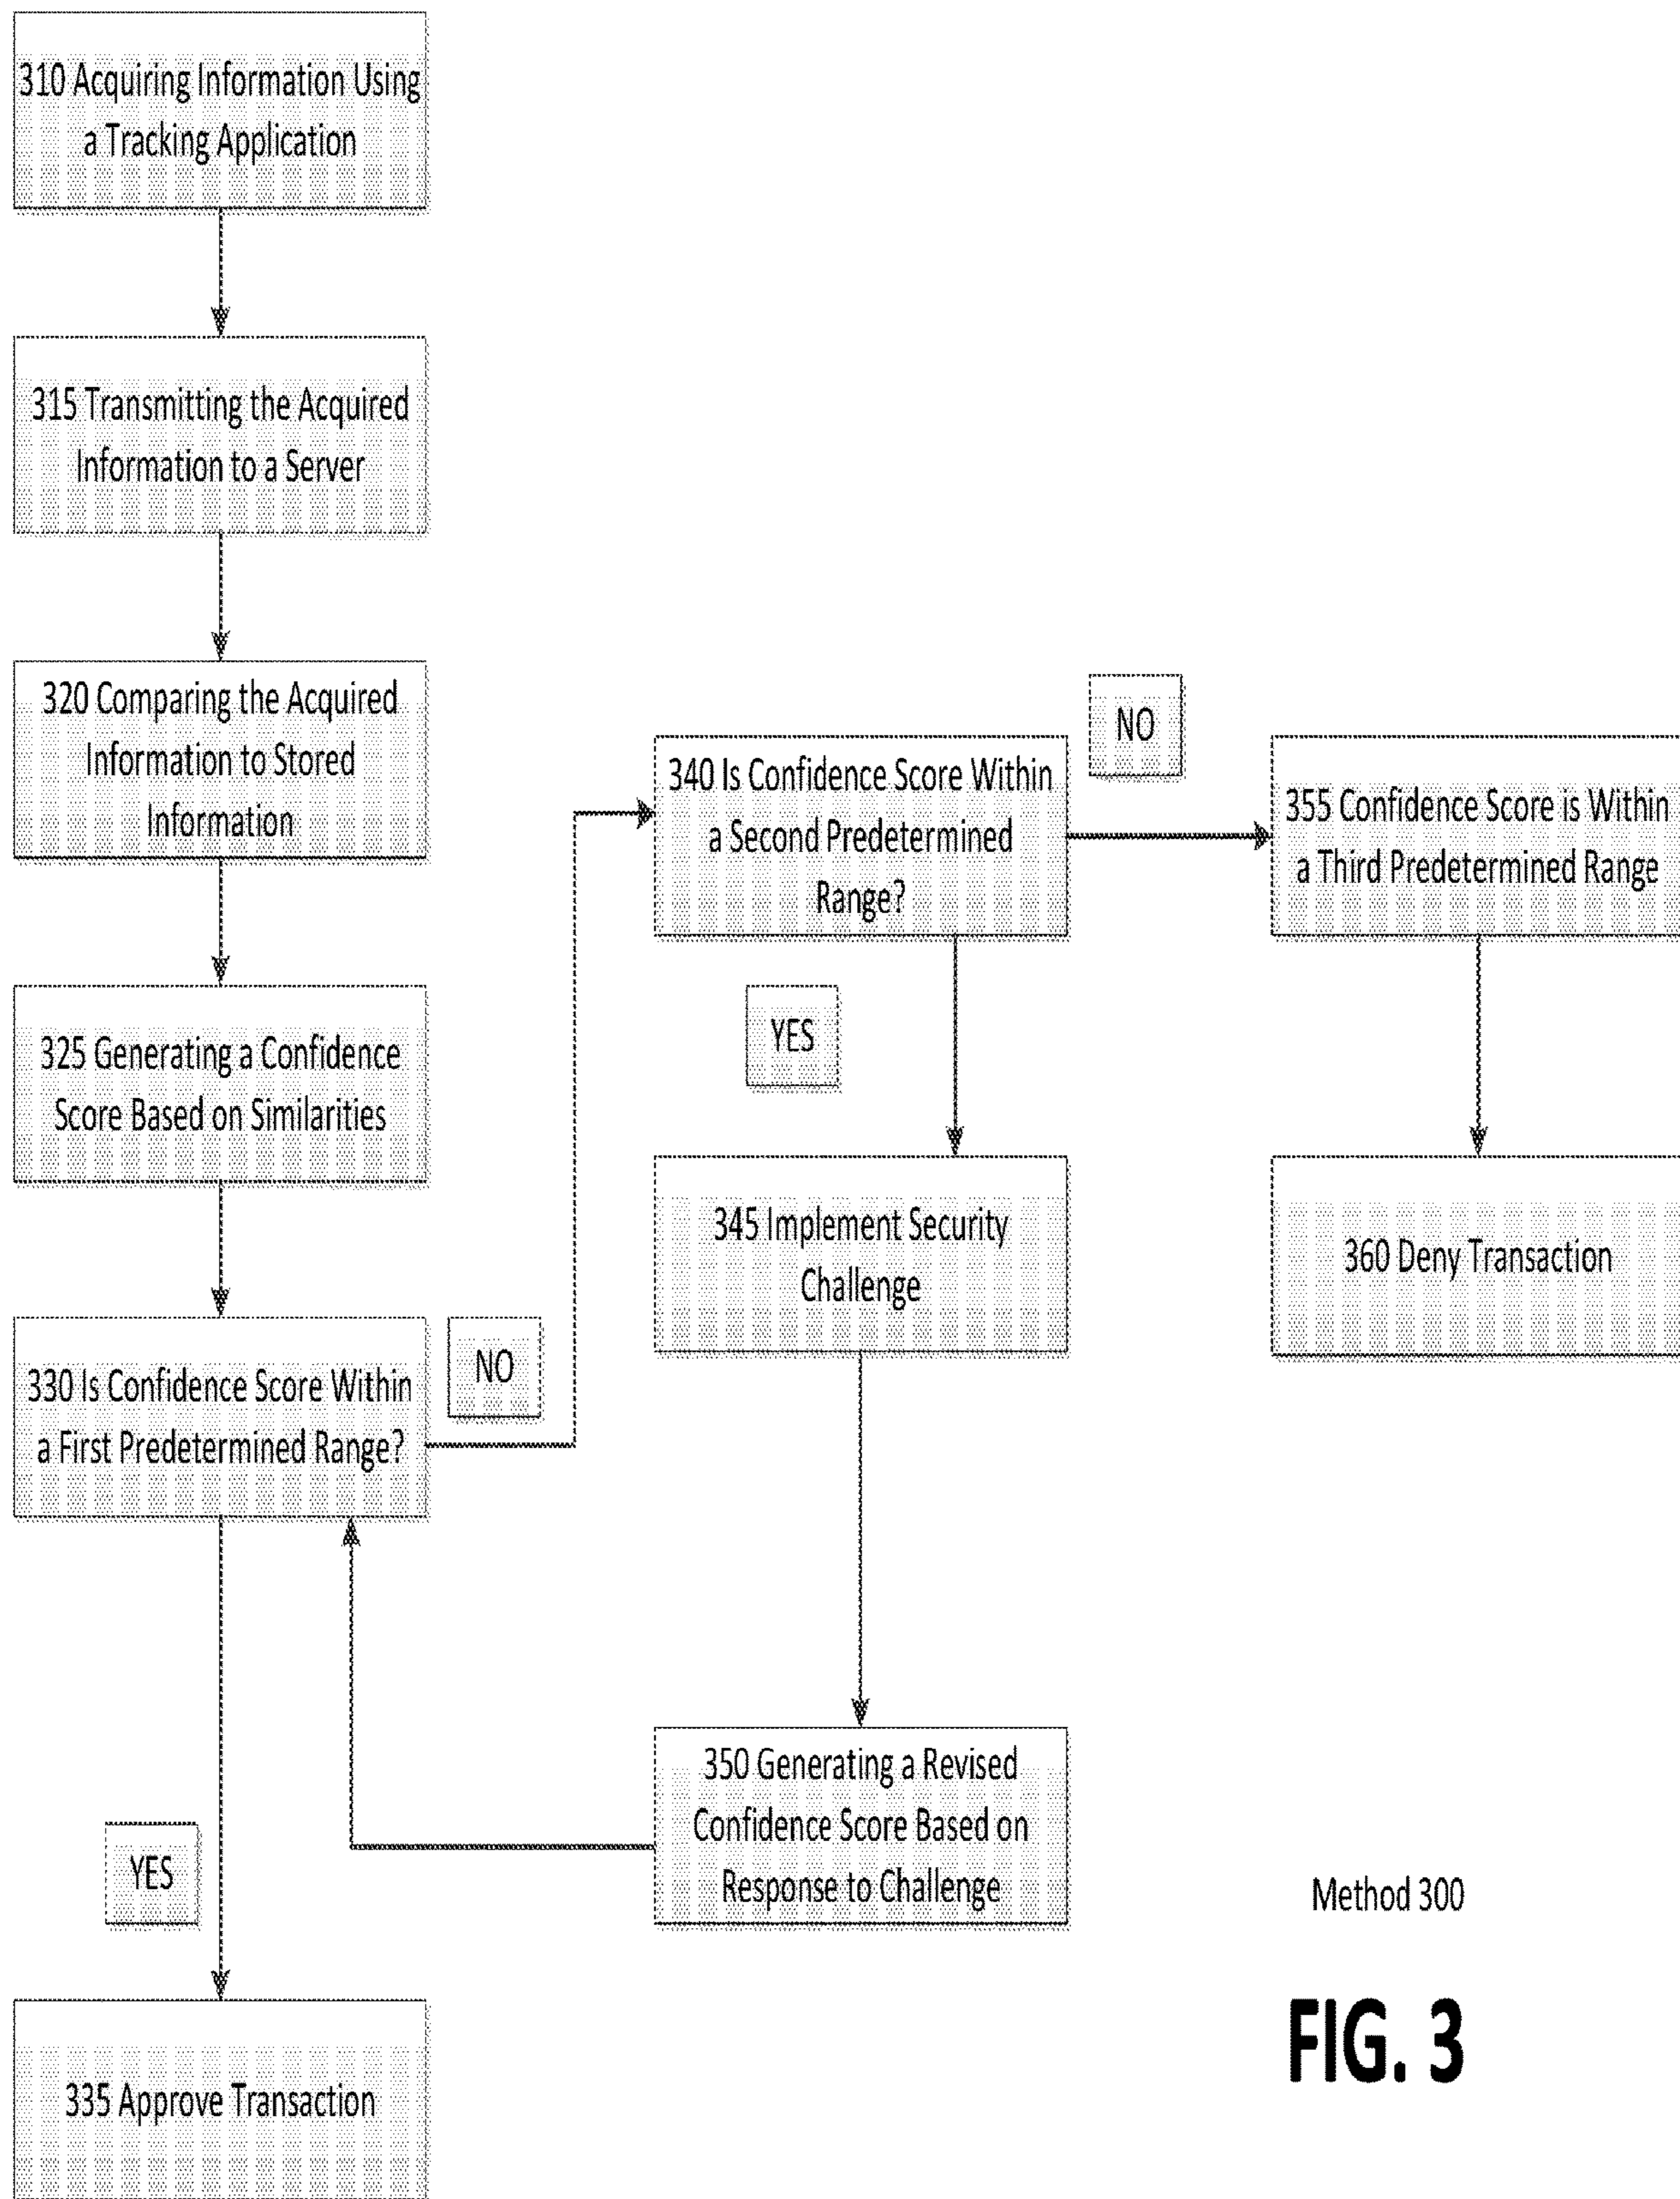 310 Acquiring Information Using
a Tracking Application
315 Transmitting the Acquired
Information to a Server
320 Comparing the Acquired
Information to Stored
Information
325 Generating a Confidence
Score Based on Similarities
330 Is Confidence Score Within
a First Predetermined Range?
NO
YES
335 Approve Transaction
340 Is Confidence Score Within
a Second Predetermined
Range?
NO
YES
345 Implement Security
Challenge
350 Generating a Revised
Confidence Score Based on
Response to Challenge
355 Confidence Score is Within
a Third Predetermined Range
360 Deny Transaction
Method 300
FIG. 3